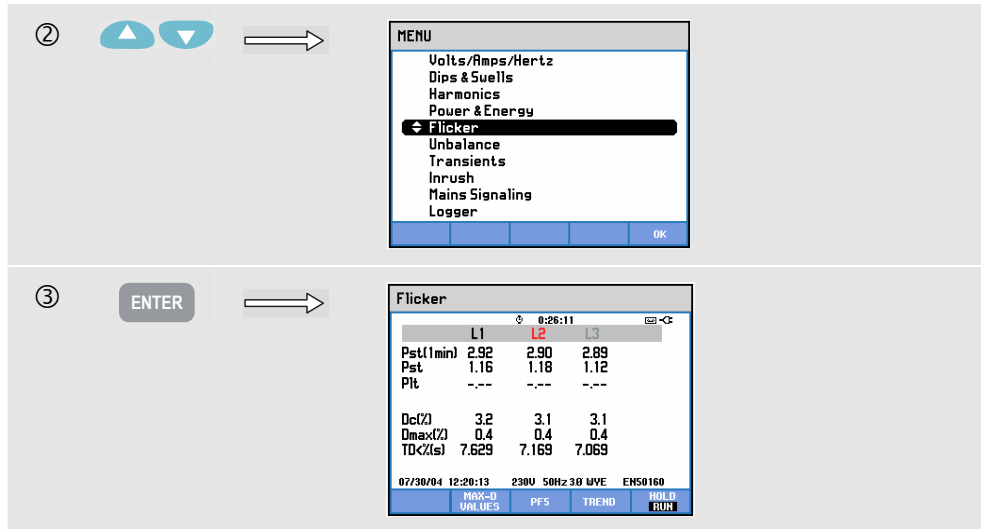 ②
MENU
Volts/Amps/Hertz
Dips & Swells
Harmonics
Power & Energy
Flicker
Unbalance
Transients
Inrush
Mains Signaling
Logger
OK
③ ENTER
Flicker
0:26:11
L1 L2 L3
Pst(1min) 2.92 2.90 2.89
Pst 1.16 1.18 1.12
Plt -.-- -.-- -.--
Dc(%) 3.2 3.1 3.1
Dmax(%) 0.4 0.4 0.4
TD<%(s) 7.629 7.169 7.069
07/30/04 12:20:13 230V 50Hz 3Ø WYE EN50160
MAX-D VALUES PF5 TREND HOLD RUN